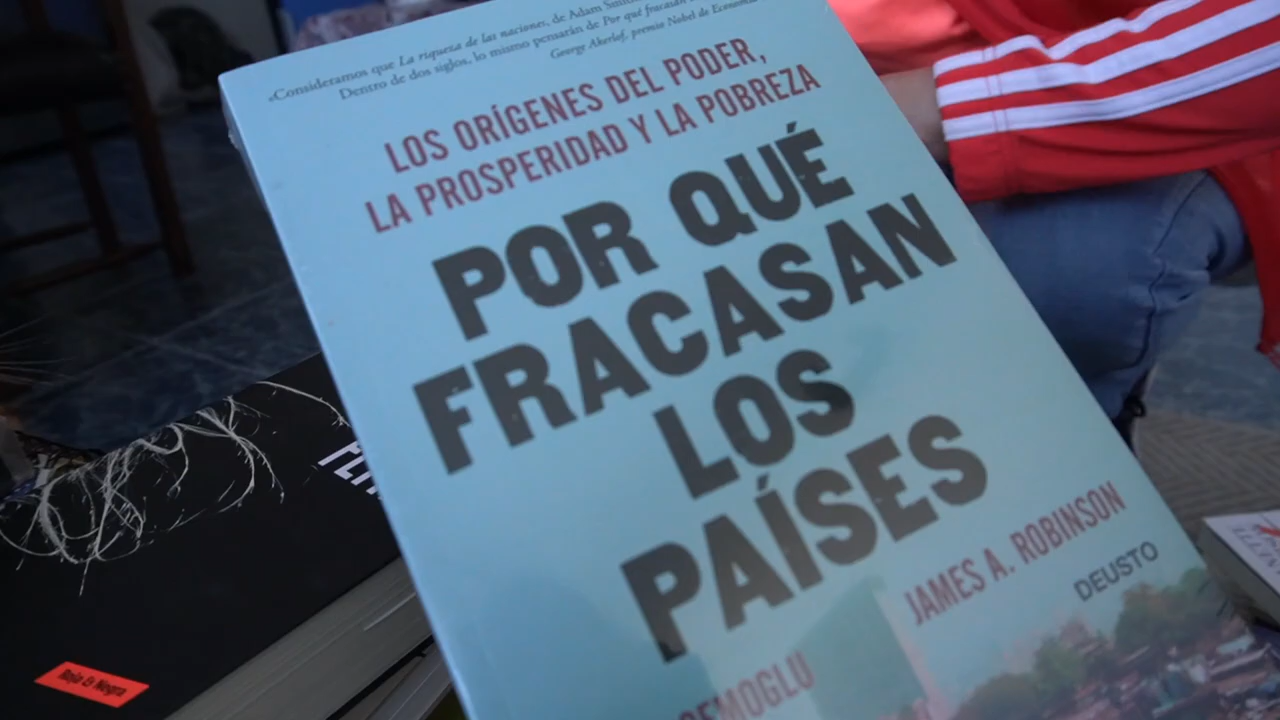 «Consideramos que La riqueza de las naciones, de Adam Smith
Dentro de dos siglos, lo mismo pensarán de Por qué fracasan
George Akerlof, premio Nobel de Economía
LOS ORÍGENES DEL PODER,
LA PROSPERIDAD Y LA POBREZA
POR QUÉ
FRACASAN
LOS
PAÍSES
JAMES A. ROBINSON
DEUSTO
CEMOGLU
Roja & Negra